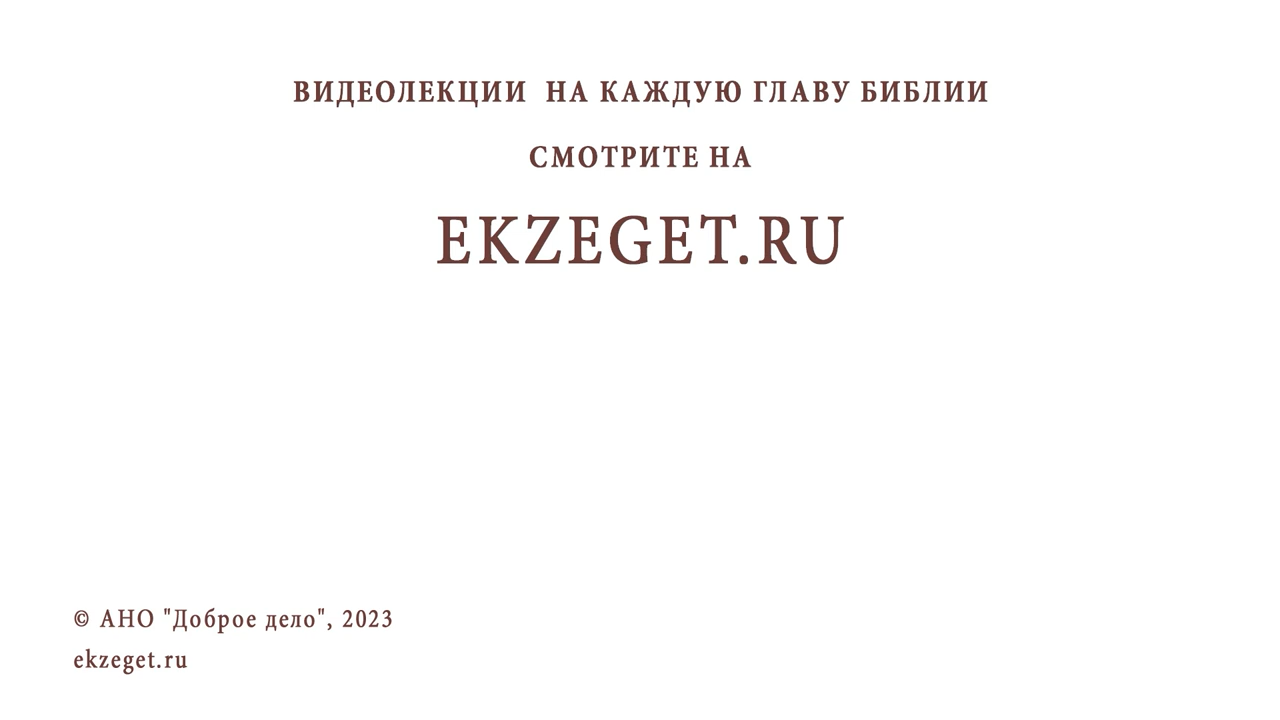 ВИДЕОЛЕКЦИИ НА КАЖДУЮ ГЛАВУ БИБЛИИ
СМОТРИТЕ НА
EKZEGET.RU
© АНО "Доброе дело", 2023
ekzeget.ru